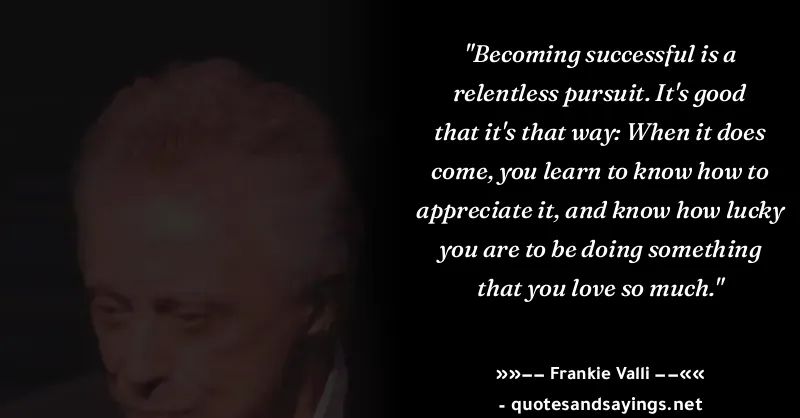 "Becoming successful is a
relentless pursuit. It's good
that it's that way: When it does
come, you learn to know how to
appreciate it, and know how lucky
you are to be doing something
that you love so much."
»»–– Frankie Valli ––««
- quotesandsayings.net